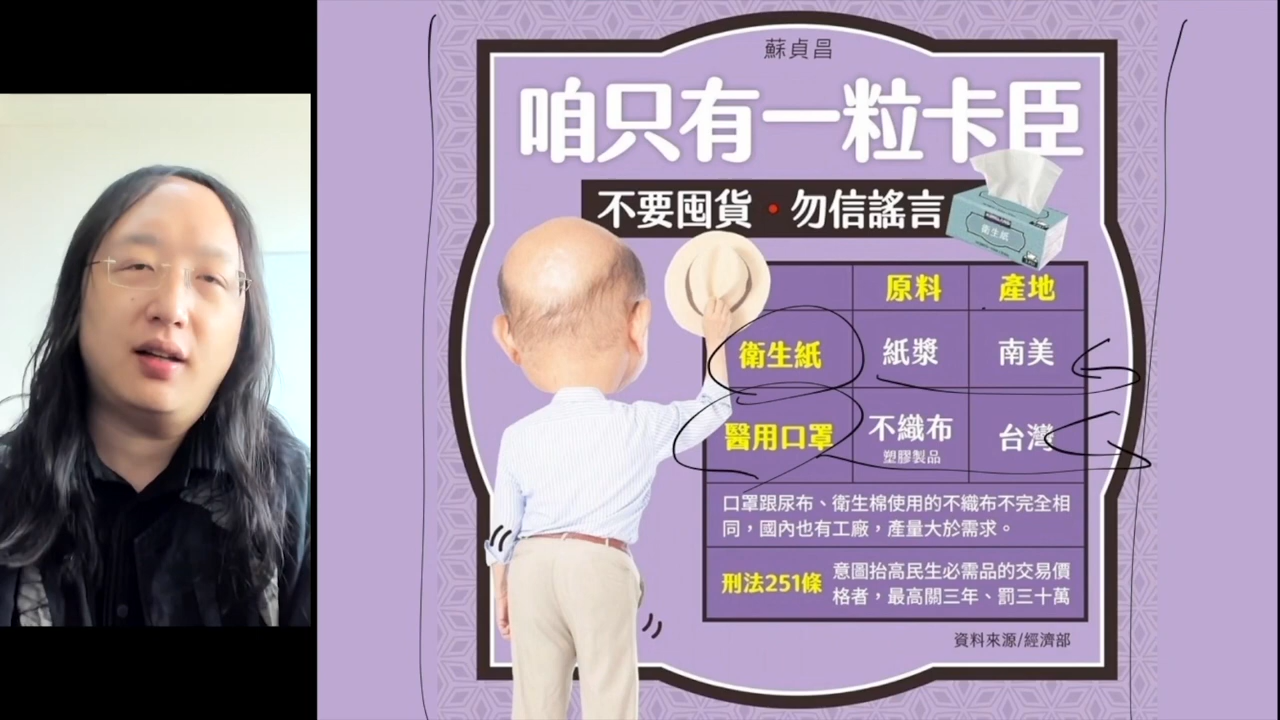 蘇貞昌
咱只有一粒卡臣
不要囤貨・勿信謠言
衛生紙
原料 產地
衛生紙 紙漿 南美
醫用口罩 不織布 台灣
塑膠製品
口罩跟尿布、衛生棉使用的不織布不完全相
同，國內也有工廠，產量大於需求。
刑法251條 意圖抬高民生必需品的交易價
格者，最高關三年、罰三十萬
資料來源/經濟部